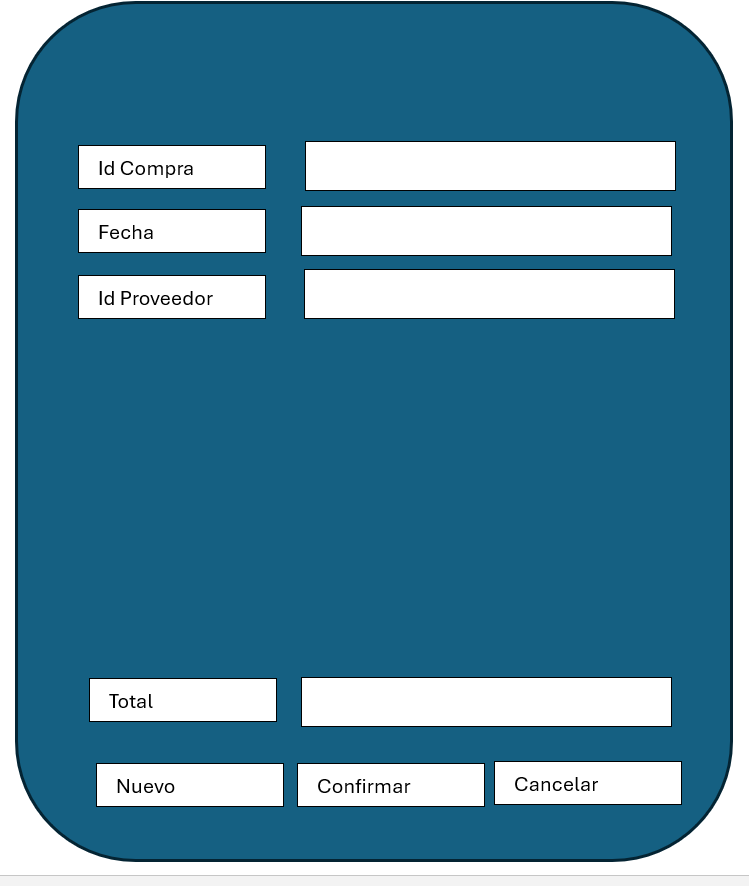 Id Compra
Fecha
Id Proveedor
Total
Nuevo
Confirmar
Cancelar